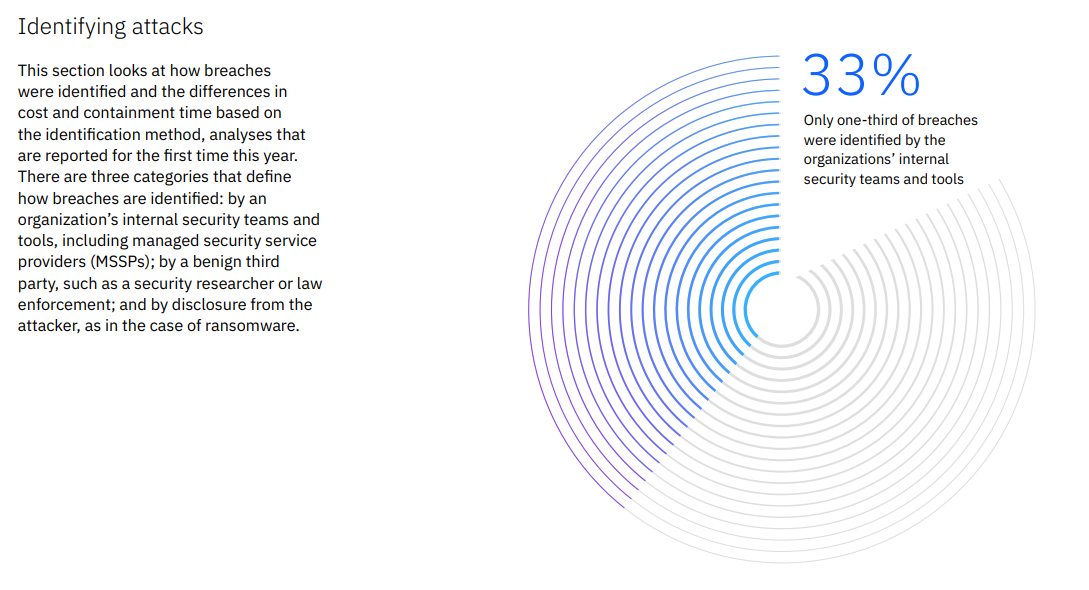 Identifying attacks
This section looks at how breaches
were identified and the differences in
cost and containment time based on
the identification method, analyses that
are reported for the first time this year.
There are three categories that define
how breaches are identified: by an
organization’s internal security teams and
tools, including managed security service
providers (MSSPs); by a benign third
party, such as a security researcher or law
enforcement; and by disclosure from the
attacker, as in the case of ransomware.
33%
Only one-third of breaches
were identified by the
organizations’ internal
security teams and tools